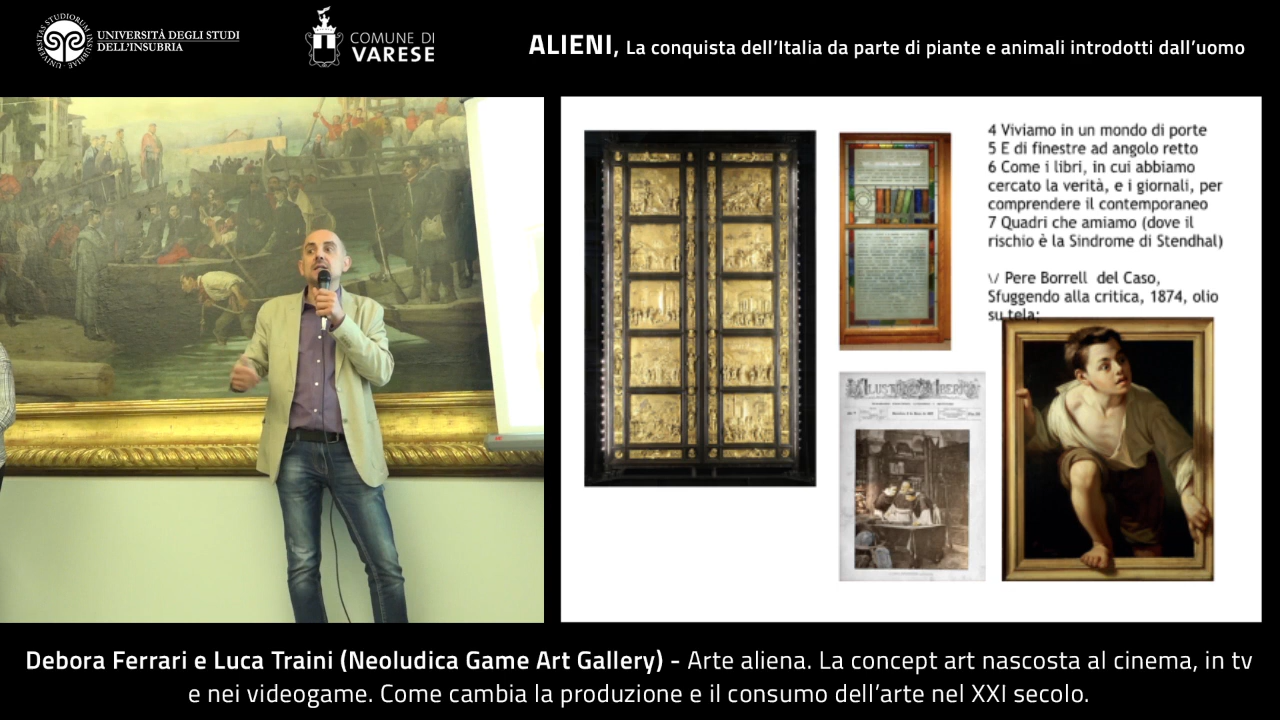 UNIVERSITÀ DEGLI STUDI
DELL'INSUBRIA
COMUNE DI
VARESE
ALIENI, La conquista dell'Italia da parte di piante e animali introdotti dall'uomo
4 Viviamo in un mondo di porte
5 E di finestre ad angolo retto
6 Come i libri, in cui abbiamo
cercato la verità, e i giornali, per
comprendere il contemporaneo
7 Quadri che amiamo (dove il
rischio è la Sindrome di Stendhal)
\/ Pere Borrell del Caso,
Sfuggendo alla critica, 1874, olio
su tela;
Debora Ferrari e Luca Traini (Neoludica Game Art Gallery) - Arte aliena. La concept art nascosta al cinema, in tv
e nei videogame. Come cambia la produzione e il consumo dell'arte nel XXI secolo.